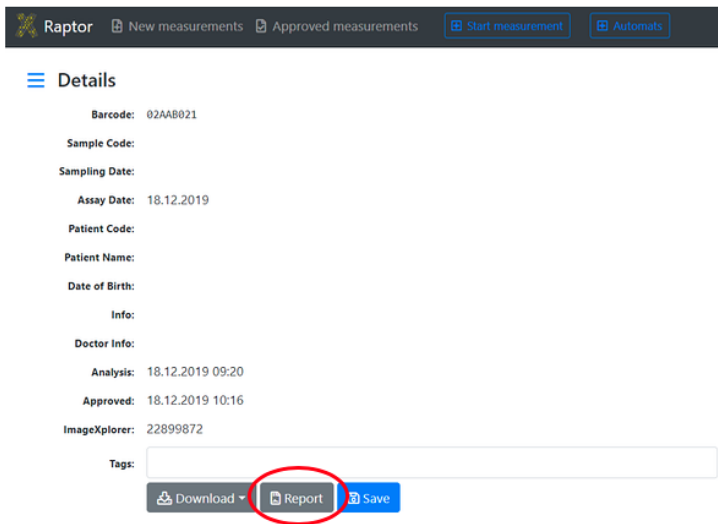 Raptor New measurements Approved measurements Start measurement Automats
Details
Barcode: 02AAB021
Sample Code:
Sampling Date:
Assay Date: 18.12.2019
Patient Code:
Patient Name:
Date of Birth:
Info:
Doctor Info:
Analysis: 18.12.2019 09:20
Approved: 18.12.2019 10:16
ImageXplorer: 22899872
Tags:
Download Report Save